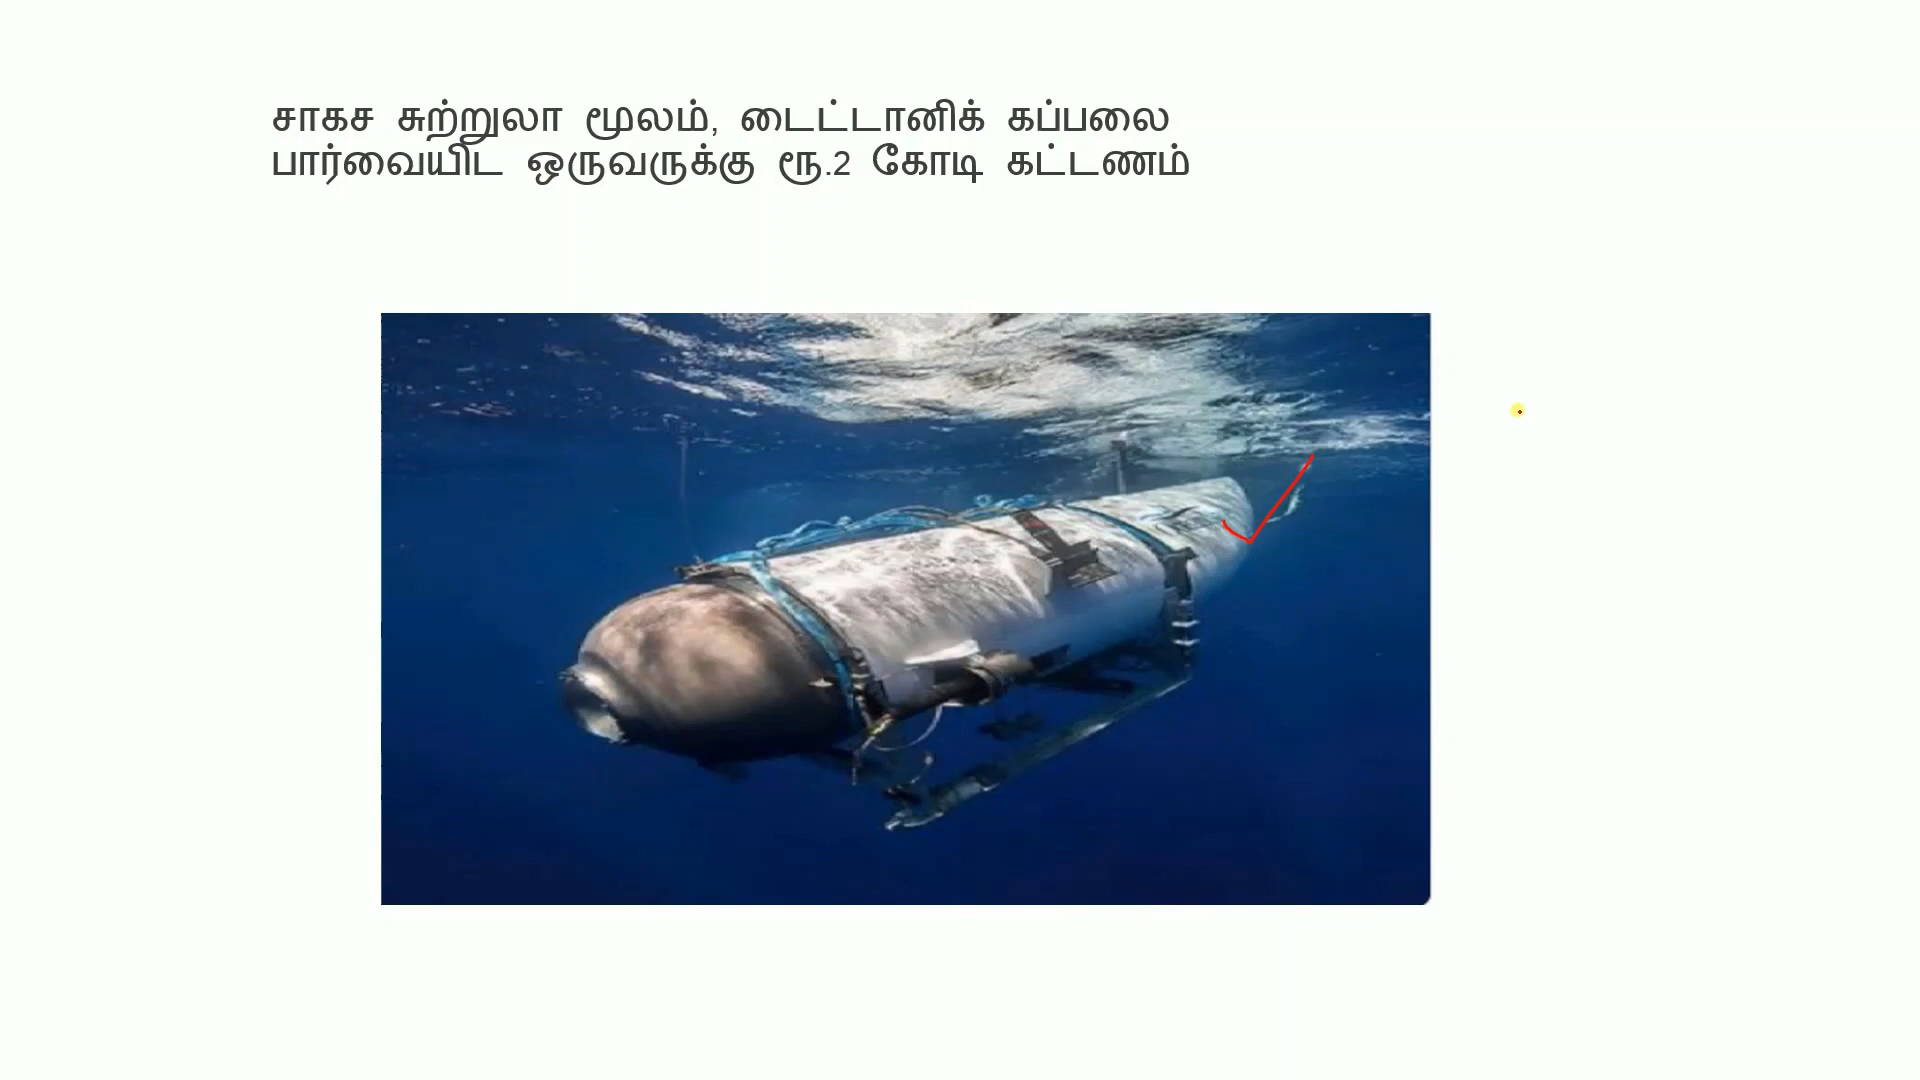 சாகச சுற்றுலா மூலம், டைட்டானிக் கப்பலை
பார்வையிட ஒருவருக்கு ரூ.2 கோடி கட்டணம்